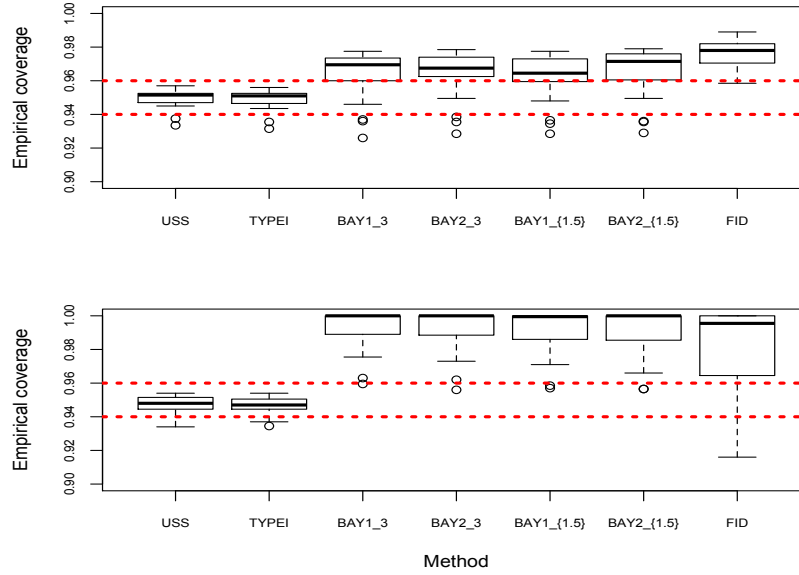 Empirical coverage
1.00
0.98
0.96
0.94
0.92
0.90
USS TYPEI BAY1_3 BAY2_3 BAY1_{1.5} BAY2_{1.5} FID
Empirical coverage
1.00
0.98
0.96
0.94
0.92
0.90
USS TYPEI BAY1_3 BAY2_3 BAY1_{1.5} BAY2_{1.5} FID
Method